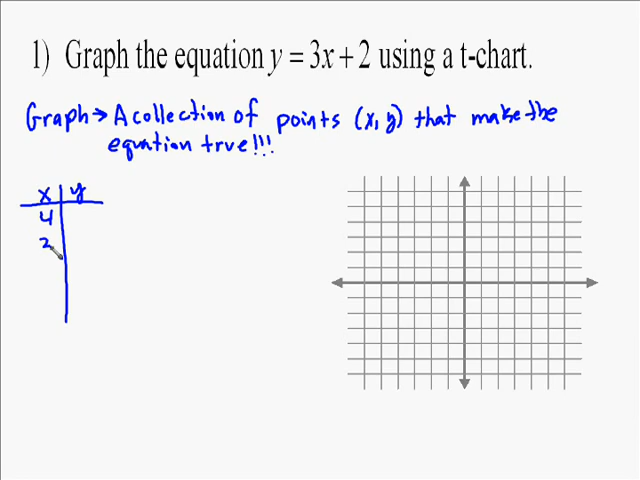 1) Graph the equation y = 3x + 2 using a t-chart.
Graph → A collection of points (x, y) that make the
equation true!!!
x y
4
2